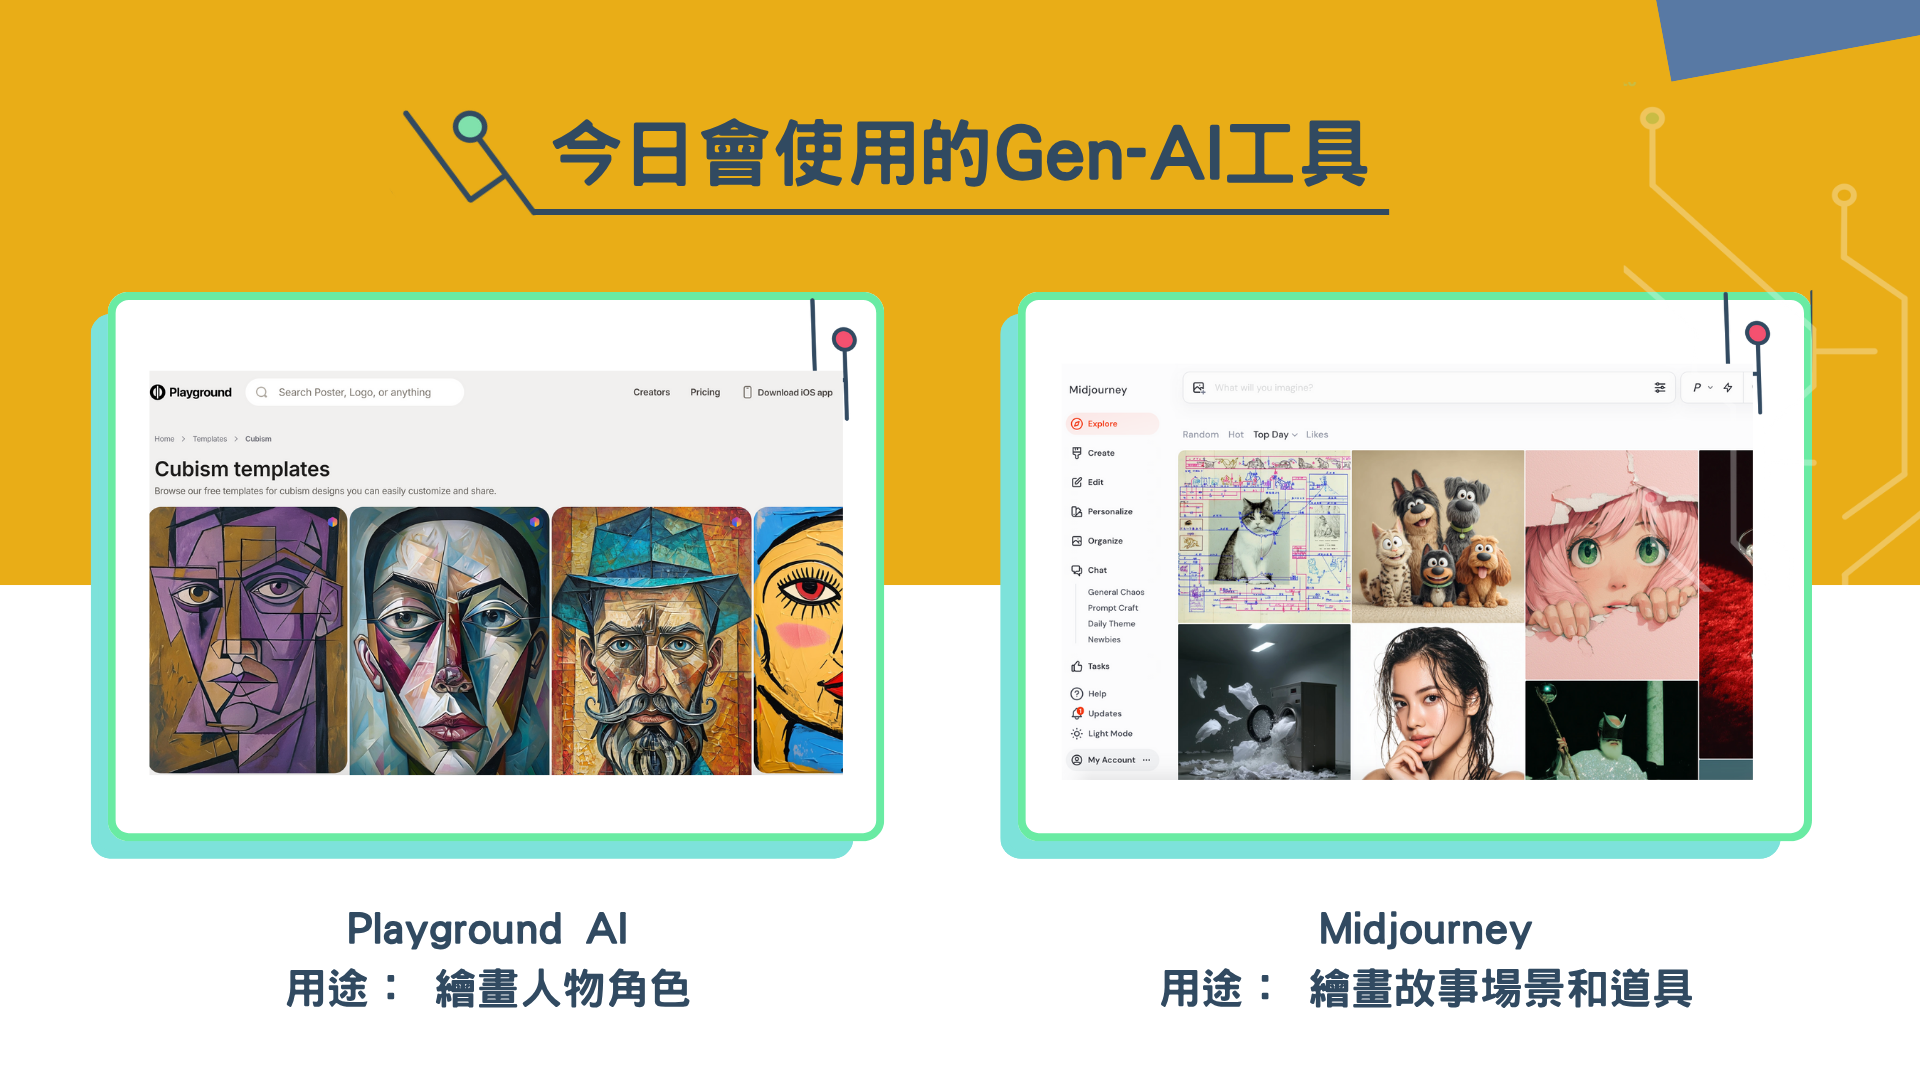 今日會使用的Gen-AI工具
Playground
Search Poster, Logo, or anything
Creators
Pricing
Download iOS app
Home > Templates > Cubism
Cubism templates
Browse our free templates for cubism designs you can easily customize and share.
Midjourney
What will you imagine?
P
Explore
Create
Edit
Personalize
Organize
Chat
General Chaos
Prompt Craft
Daily Theme
Newbies
Tasks
Help
Updates
1
Light Mode
My Account ...
Random Hot Top Day Likes
Playground AI
用途： 繪畫人物角色
Midjourney
用途： 繪畫故事場景和道具